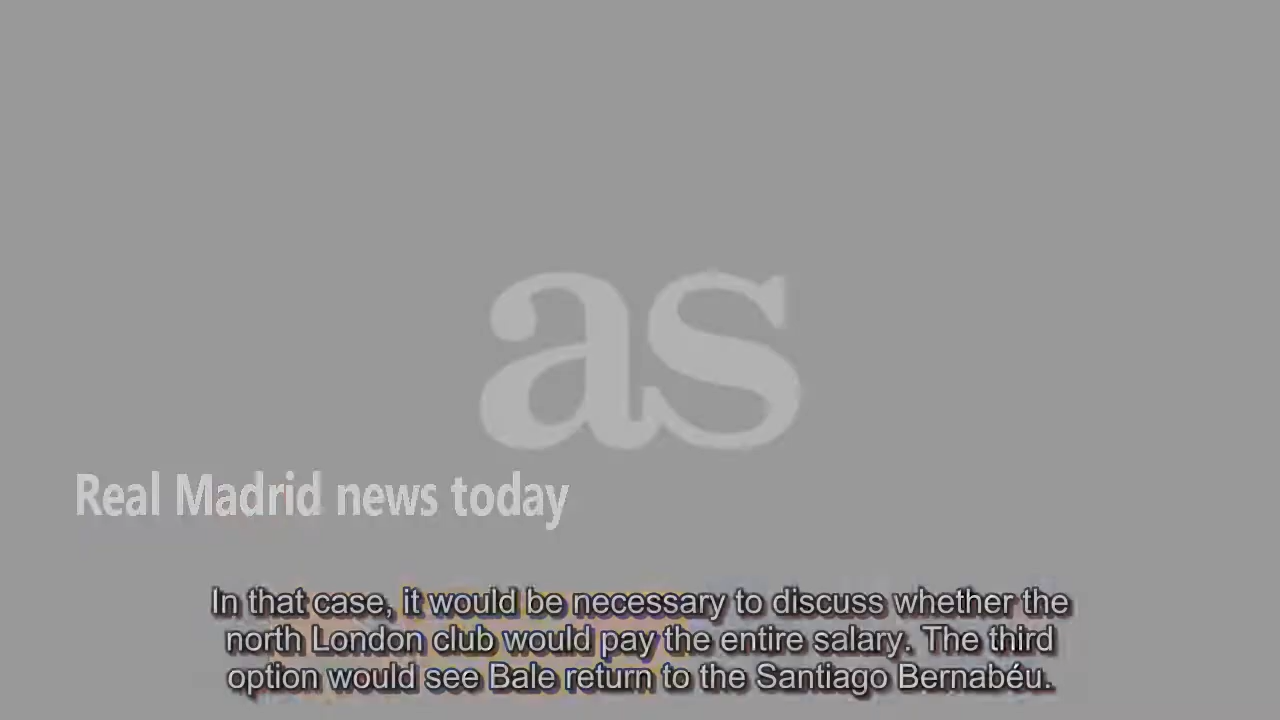 as
Real Madrid news today
In that case, it would be necessary to discuss whether the
north London club would pay the entire salary. The third
option would see Bale return to the Santiago Bernabéu.